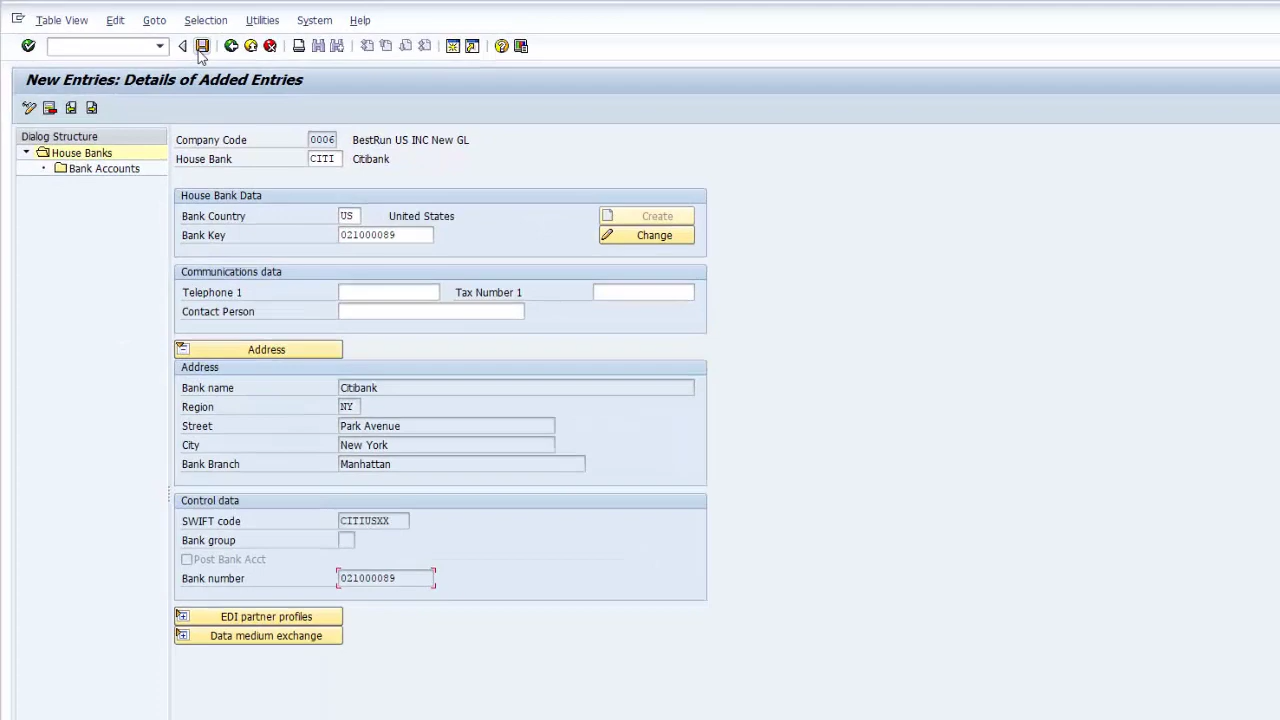 Table View Edit Goto Selection Utilities System Help
New Entries: Details of Added Entries
Dialog Structure
House Banks
Bank Accounts
Company Code 0006 BestRun US INC New GL
House Bank CITI Citibank
House Bank Data
Bank Country US United States Create
Bank Key 021000089 Change
Communications data
Telephone 1 Tax Number 1
Contact Person
Address
Address
Bank name Citibank
Region NY
Street Park Avenue
City New York
Bank Branch Manhattan
Control data
SWIFT code CITIUSXX
Bank group
Post Bank Acct
Bank number 021000089
EDI partner profiles
Data medium exchange